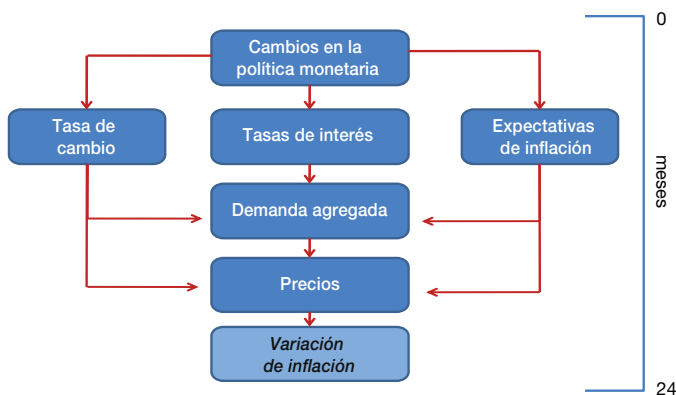 0
Cambios en la
política monetaria
Tasa de
cambio
Tasas de interés
Expectativas
de inflación
meses
Demanda agregada
Precios
Variación
de inflación
24